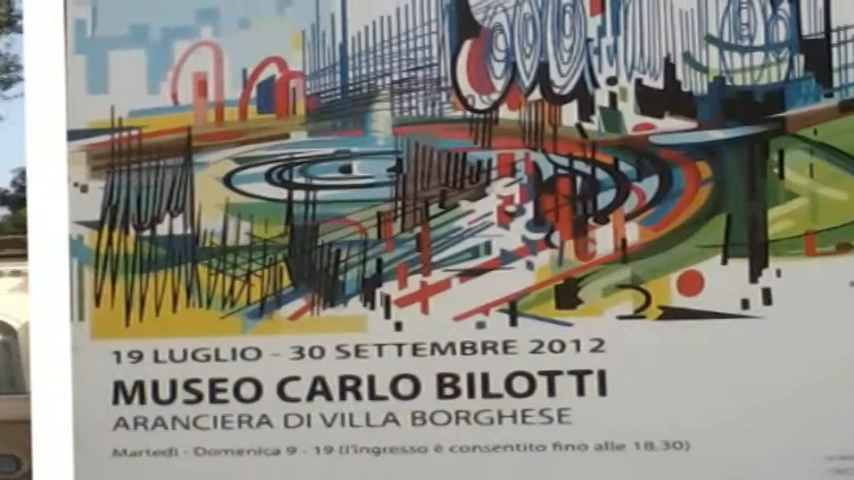 19 LUGLIO - 30 SETTEMBRE 2012
MUSEO CARLO BILOTTI
ARANCIERA DI VILLA BORGHESE
Martedì - Domenica 9 - 19 (l'ingresso è consentito fino alle 18.30)